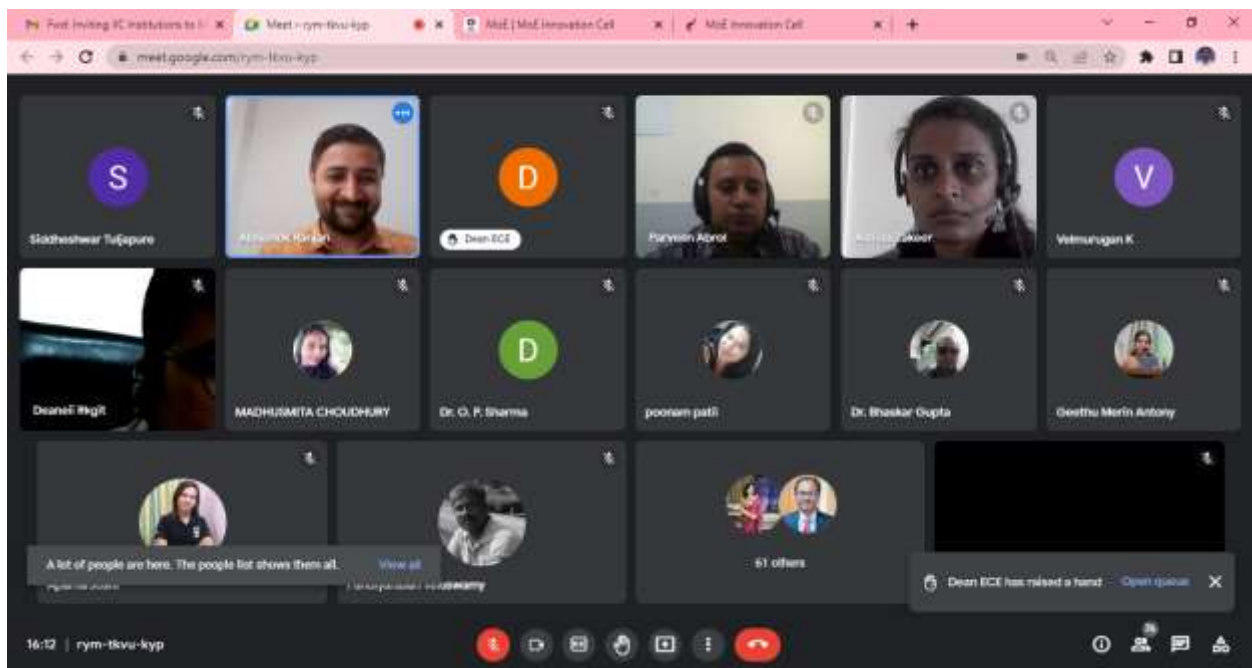 Meet - rym-tkvu-kyp
MoE | MoE Innovation Cell
MoE Innovation Cell
meet.google.com/rym-tkvu-kyp
S
D
V
Siddheshwar Tuljapure
Dean ECE
Parveen Abrol
Velmurugan K
D
MADHUSMITA CHOUDHURY
Dr. O. P. Sharma
poonam patil
Dr. Bhaskar Gupta
Geethu Merin Antony
61 others
A lot of people are here. The people list shows them all. View all
Dean ECE has raised a hand Open queue
16:12 | rym-tkvu-kyp